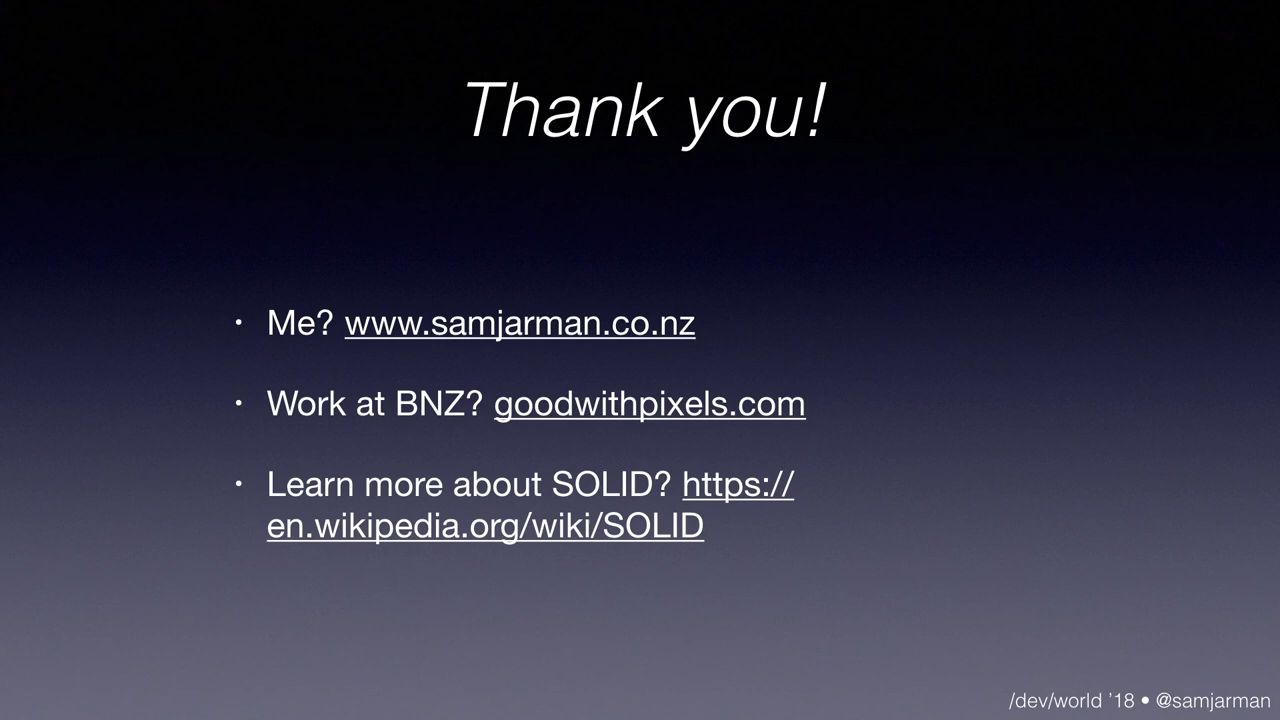 Thank you!
• Me? www.samjarman.co.nz
• Work at BNZ? goodwithpixels.com
• Learn more about SOLID? https://
en.wikipedia.org/wiki/SOLID
/dev/world ’18 • @samjarman